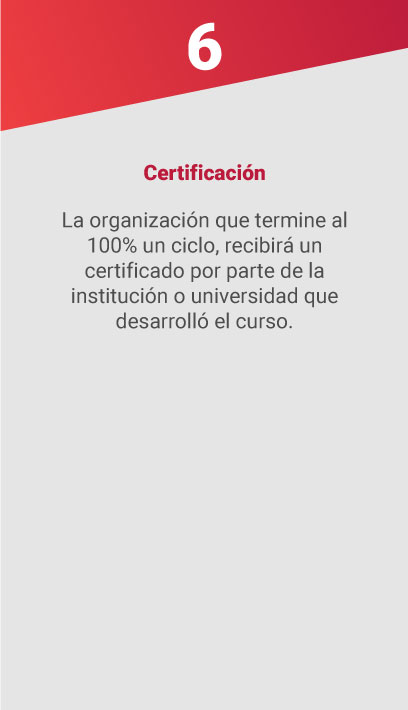 6
Certificación
La organización que termine al
100% un ciclo, recibirá un
certificado por parte de la
institución o universidad que
desarrolló el curso.